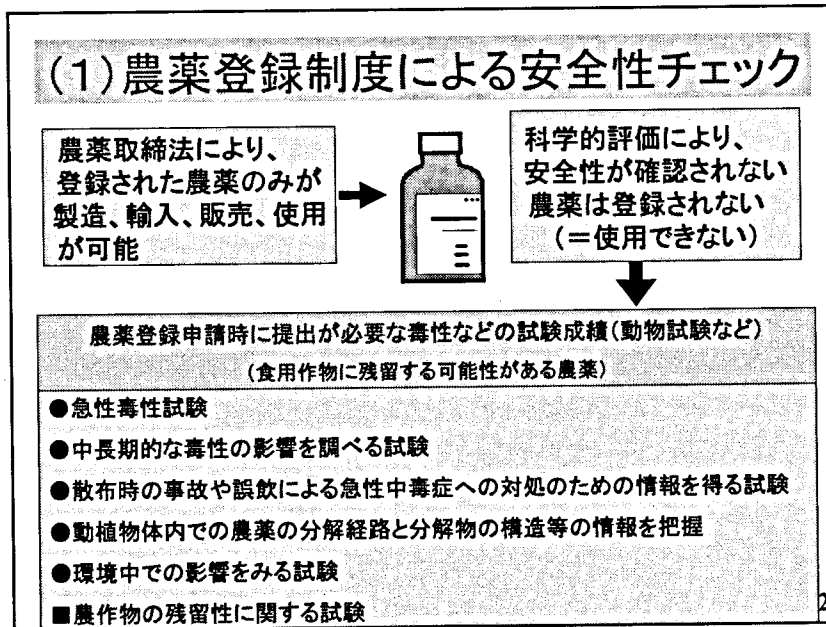 (1)農薬登録制度による安全性チェック
農薬取締法により、
登録された農薬のみが
製造、輸入、販売、使用
が可能
科学的評価により、
安全性が確認されない
農薬は登録されない
(=使用できない)
農薬登録申請時に提出が必要な毒性などの試験成績(動物試験など)
(食用作物に残留する可能性がある農薬)
●急性毒性試験
●中長期的な毒性の影響を調べる試験
●散布時の事故や誤飲による急性中毒症への対処のための情報を得る試験
●動植物体内での農薬の分解経路と分解物の構造等の情報を把握
●環境中での影響をみる試験
■農作物の残留性に関する試験
2